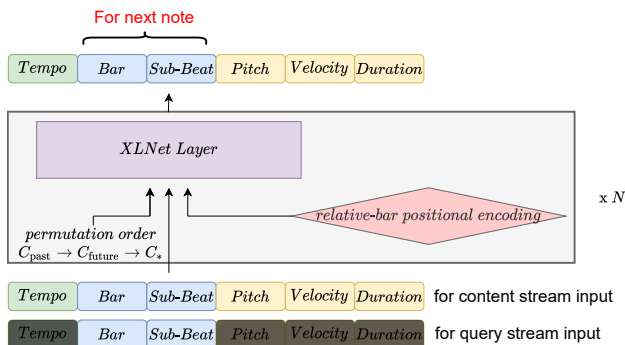 For next note
Tempo Bar Sub-Beat Pitch Velocity Duration
XLNet Layer
relative-bar positional encoding
x N
permutation order
C_past → C_future → C_*
Tempo Bar Sub-Beat Pitch Velocity Duration for content stream input
Tempo Bar Sub-Beat Pitch Velocity Duration for query stream input